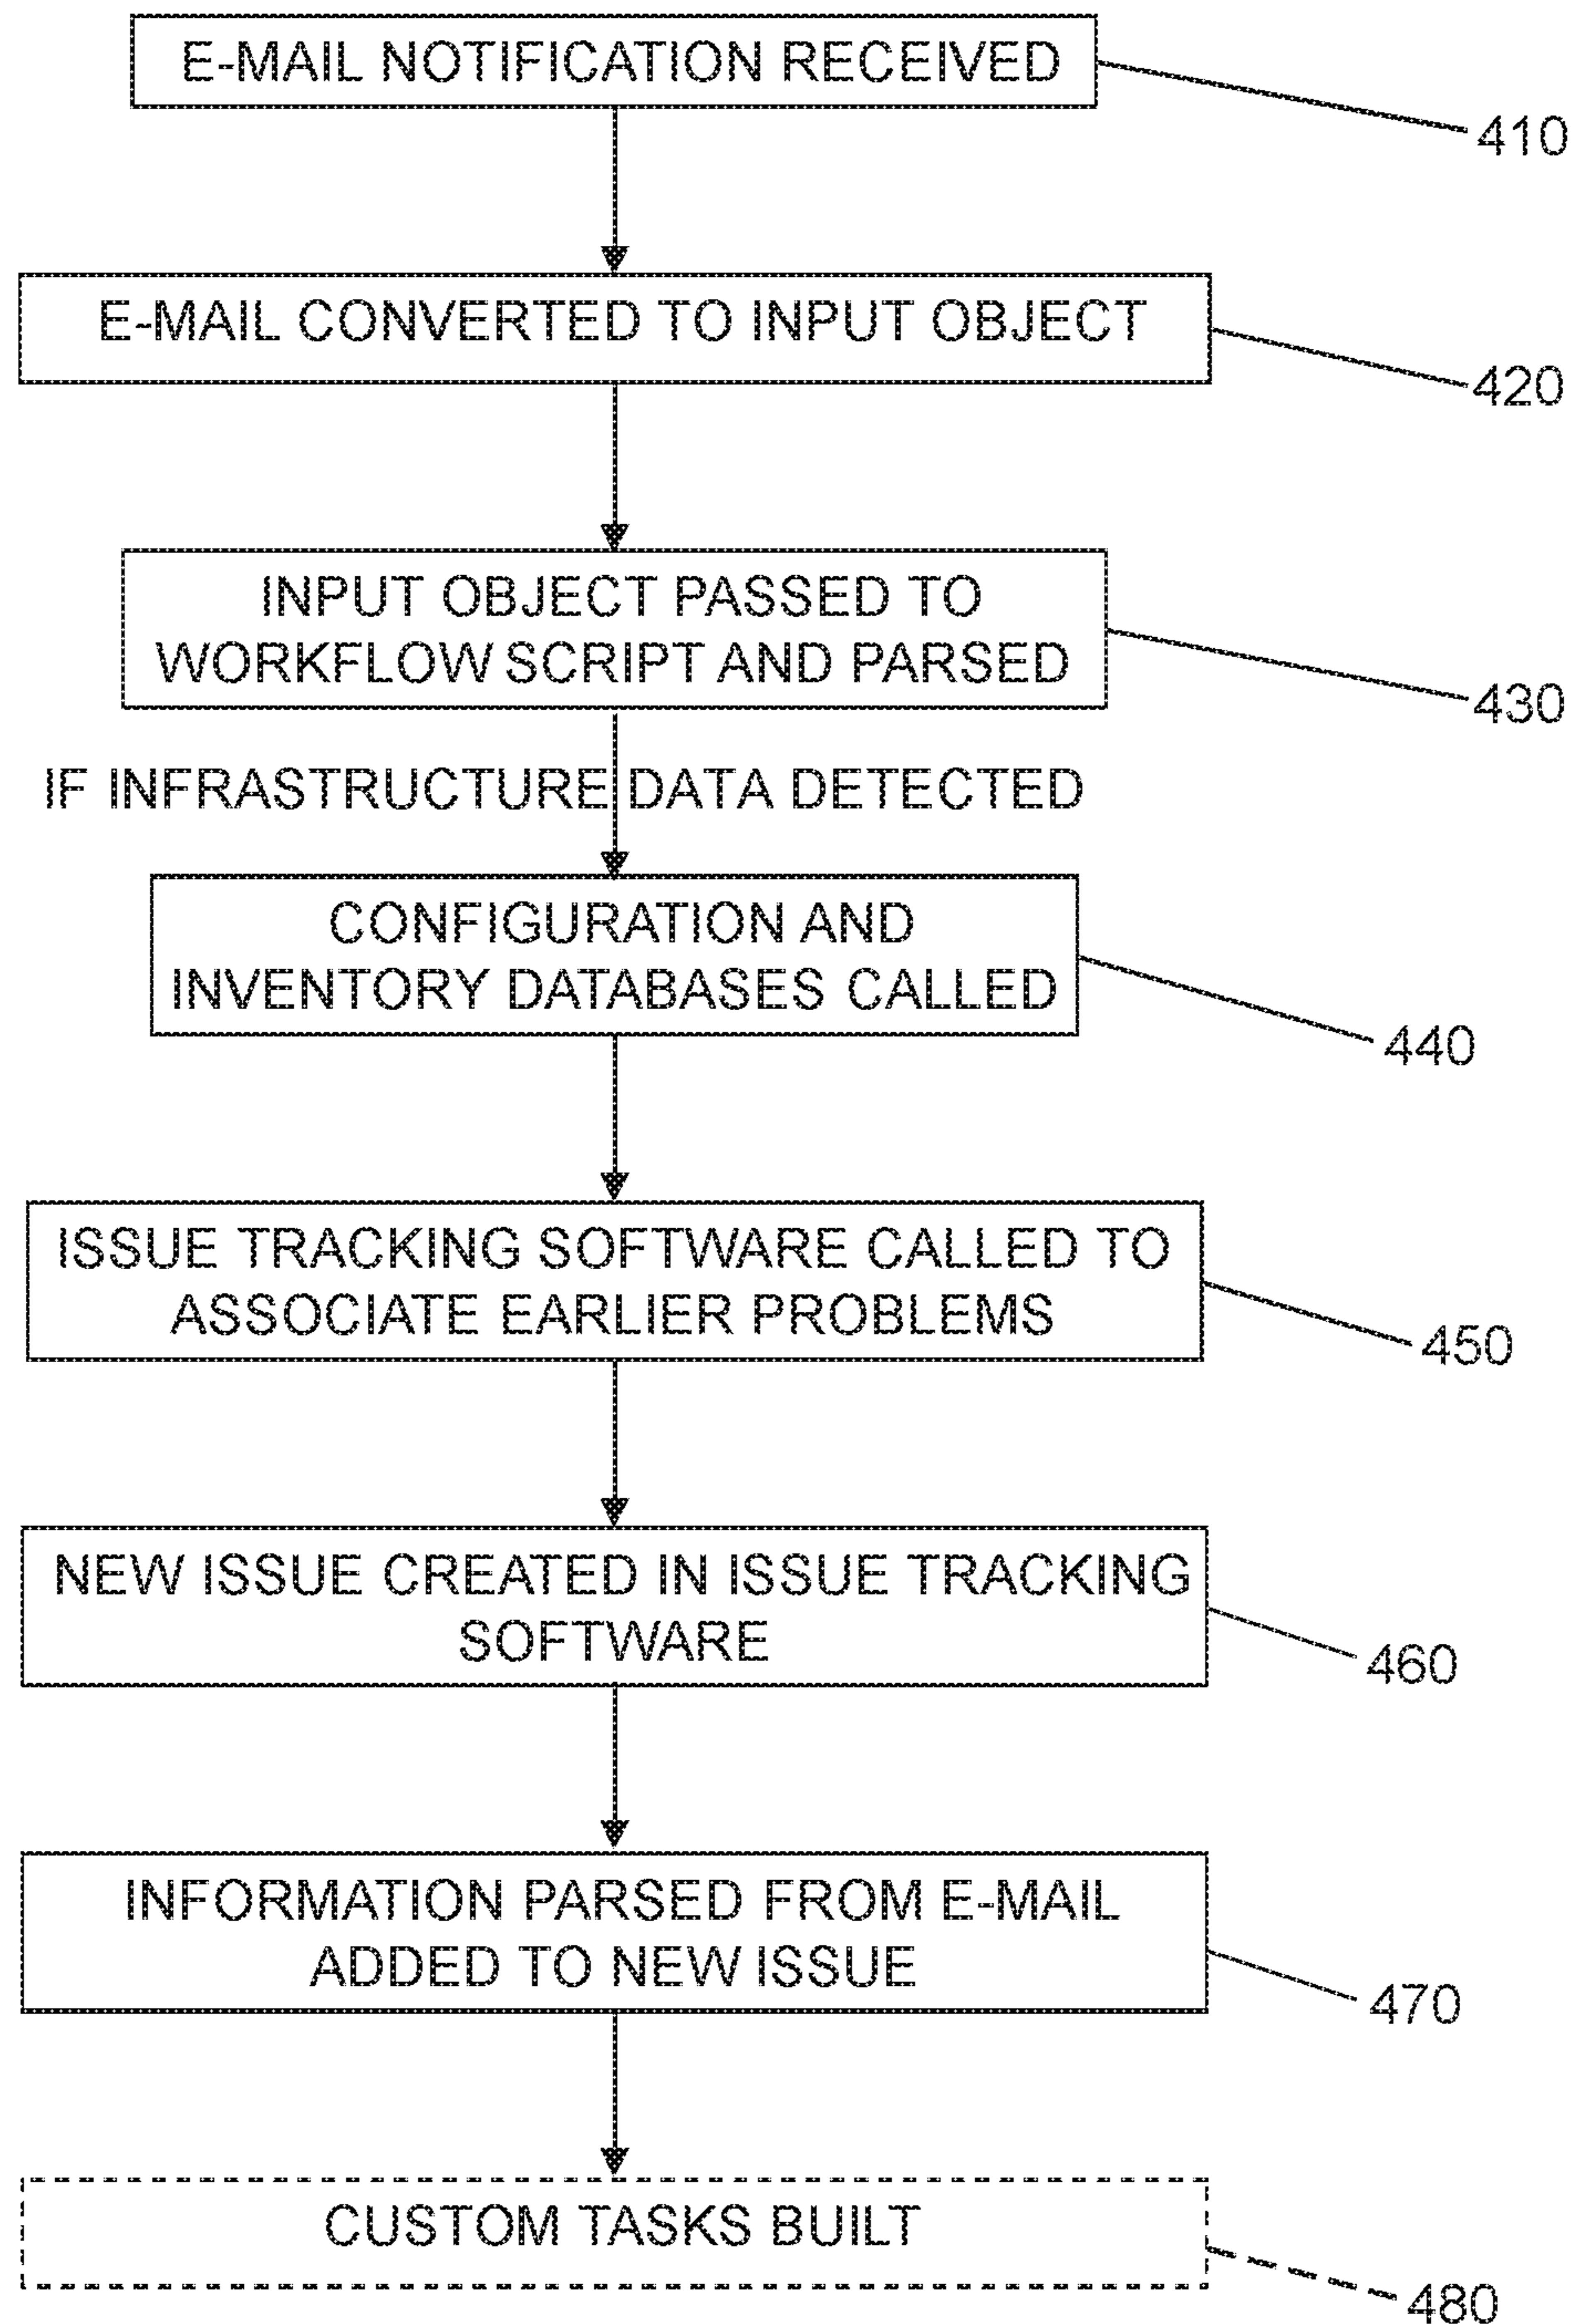 E-MAIL NOTIFICATION RECEIVED
410
E-MAIL CONVERTED TO INPUT OBJECT
420
INPUT OBJECT PASSED TO
WORKFLOW SCRIPT AND PARSED
430
IF INFRASTRUCTURE DATA DETECTED
CONFIGURATION AND
INVENTORY DATABASES CALLED
440
ISSUE TRACKING SOFTWARE CALLED TO
ASSOCIATE EARLIER PROBLEMS
450
NEW ISSUE CREATED IN ISSUE TRACKING
SOFTWARE
460
INFORMATION PARSED FROM E-MAIL
ADDED TO NEW ISSUE
470
CUSTOM TASKS BUILT
480